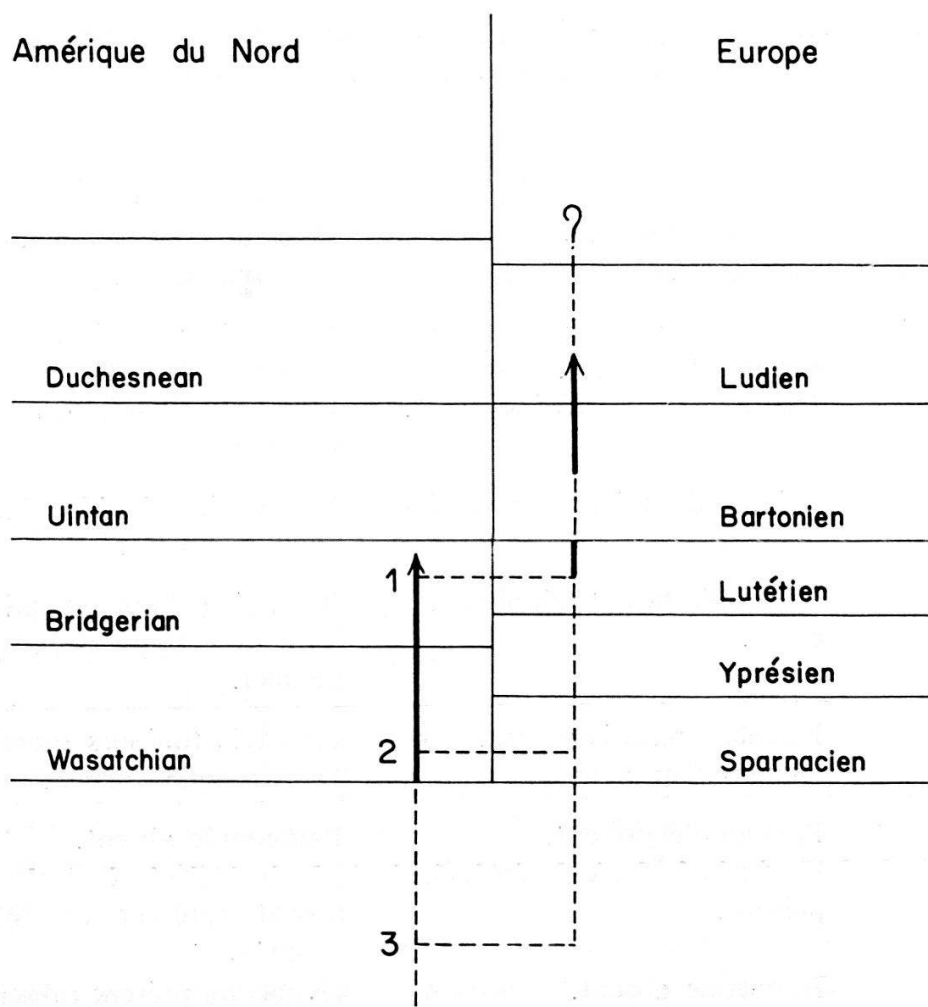 Amérique du Nord Europe
?
Duchesnean Ludien
Uintan Bartonien
1 Lutétien
Bridgerian
Yprésien
2
Wasatchian Sparnacien
3